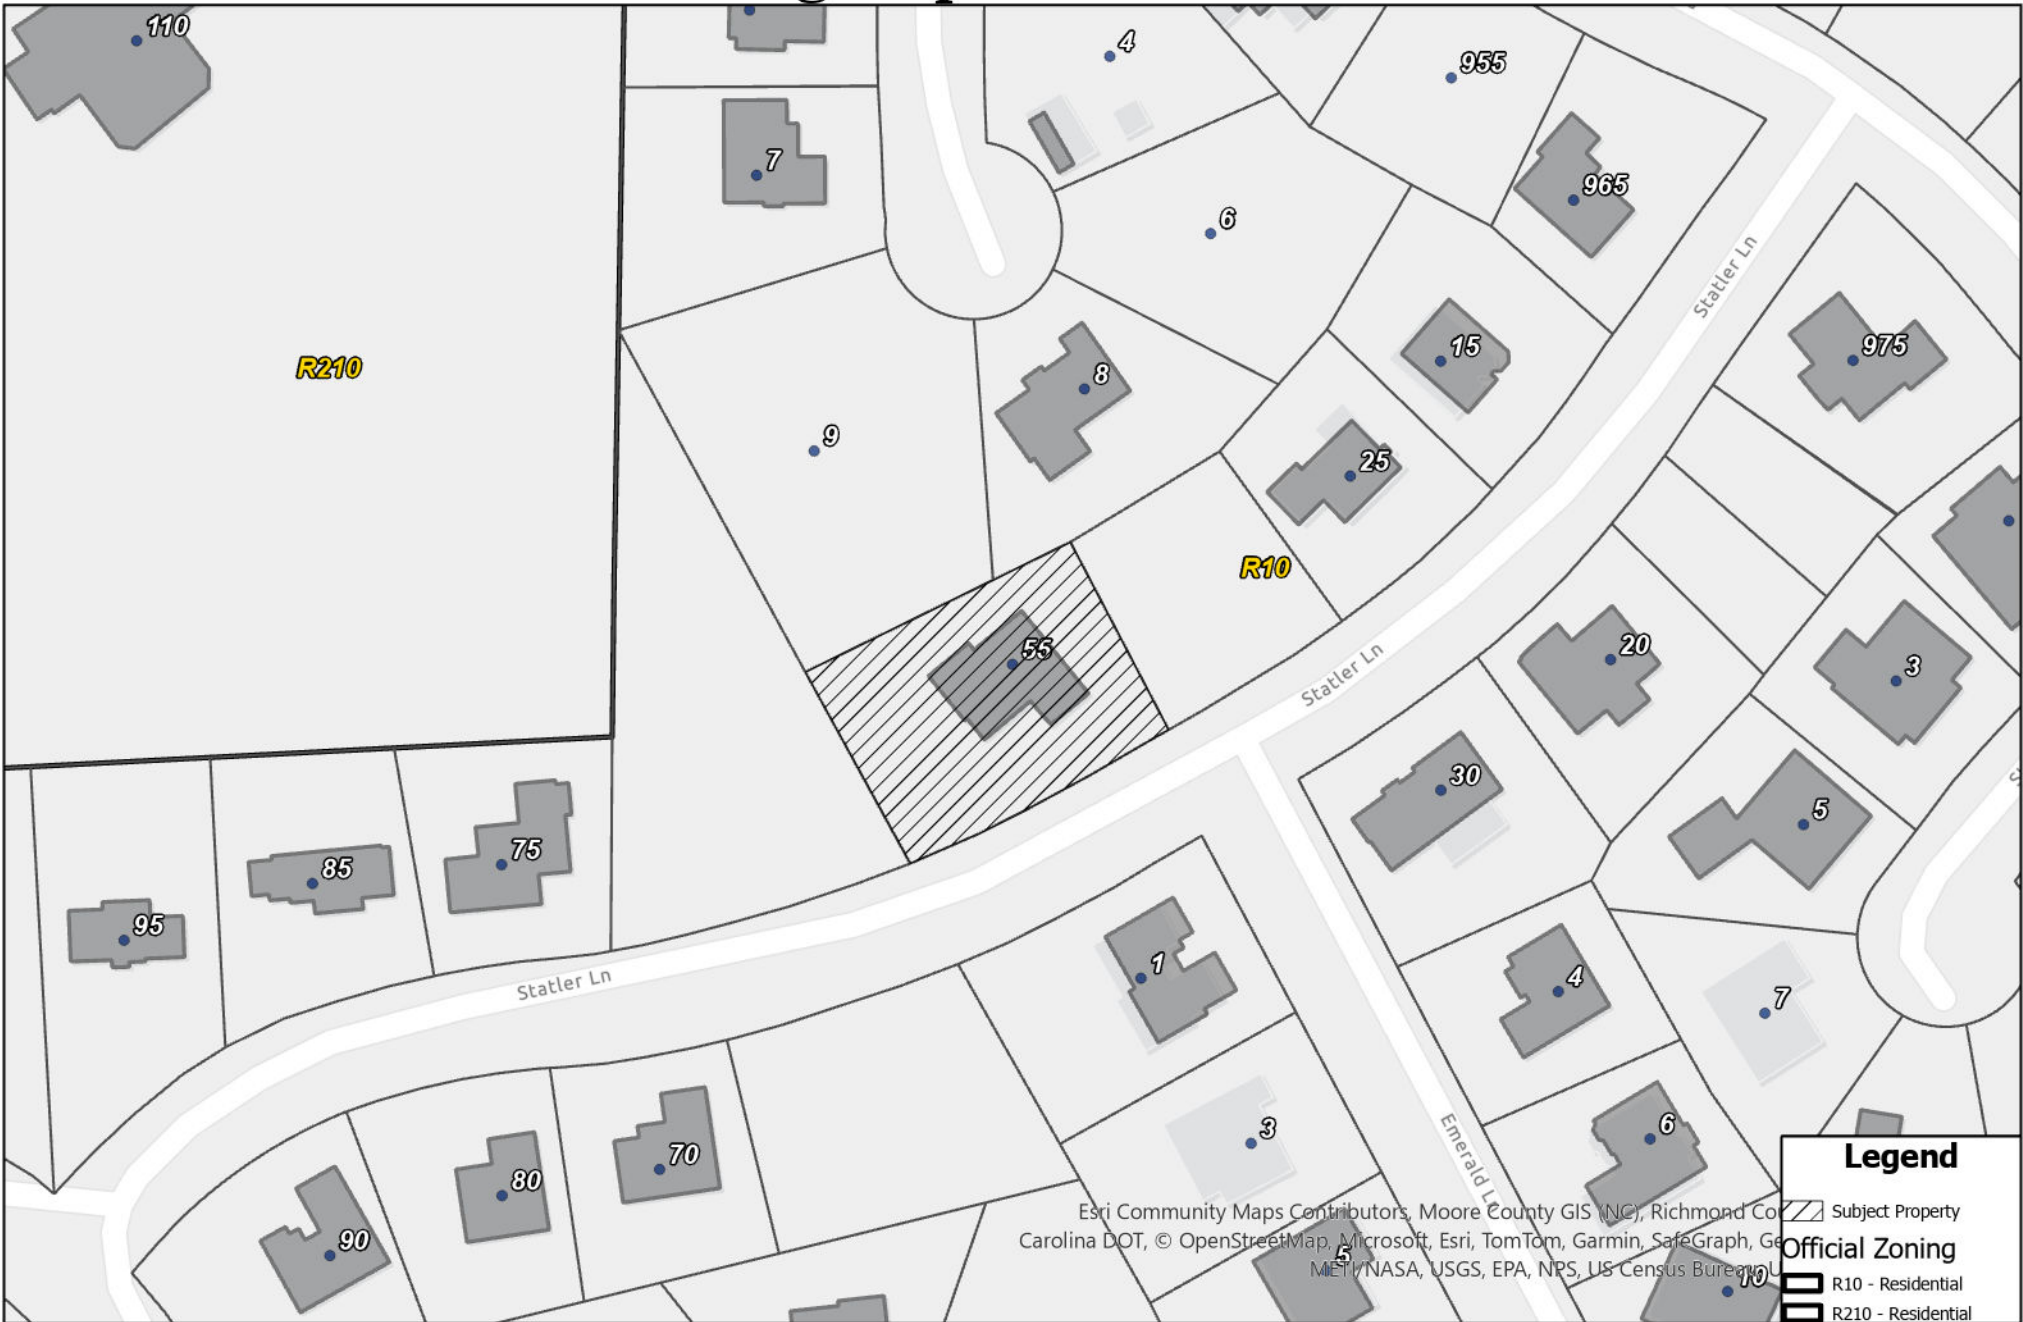 110
4
955
7
965
6
Statler Ln
975
15
R210
8
9
25
R10
55
20
3
Statler Ln
30
5
75
85
95
1
4
Statler Ln
7
3
6
70
80
90
Emerald Ln
5
10
Esri Community Maps Contributors, Moore County GIS (NC), Richmond
Carolina DOT, © OpenStreetMap, Microsoft, Esri, TomTom, Garmin, SafeGraph,
METI/NASA, USGS, EPA, NPS, US Census Bureau,
Legend
Subject Property
Official Zoning
R10 - Residential
R210 - Residential